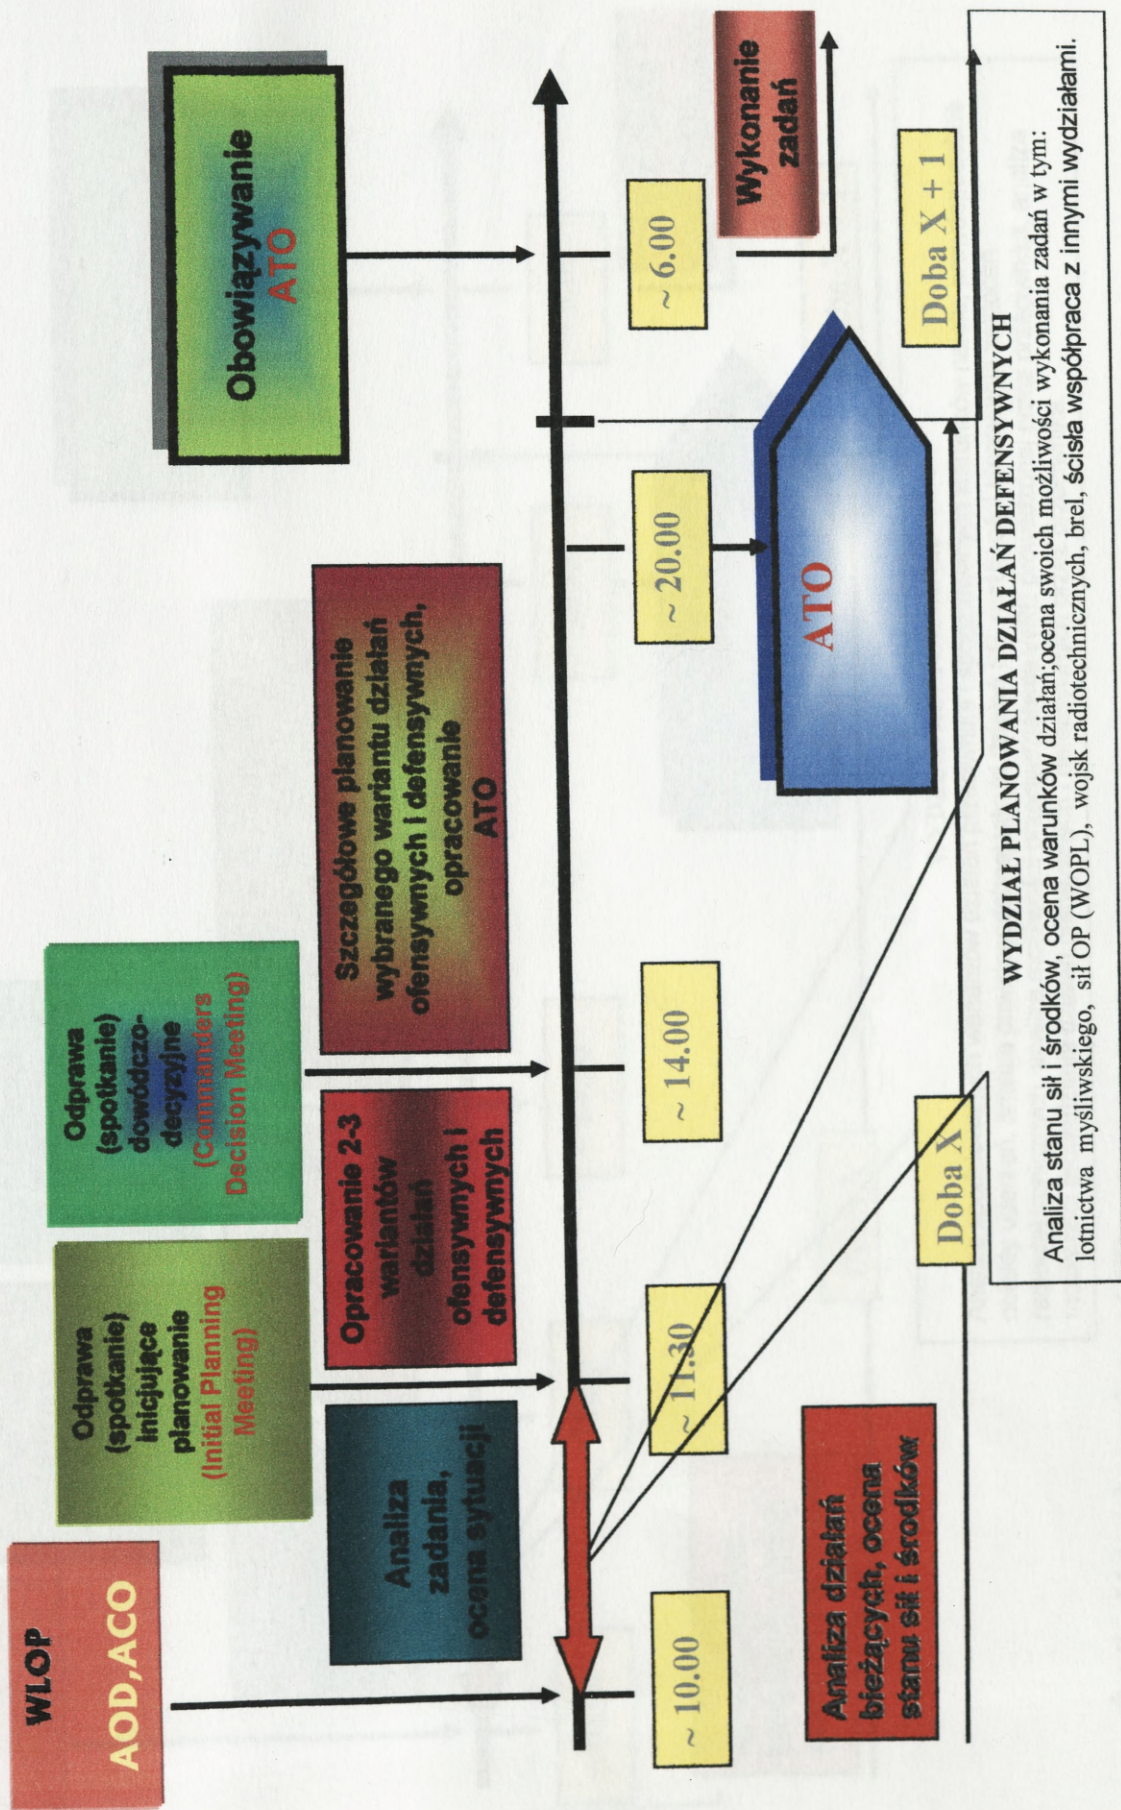 WLOP
AOD,ACO
Odprawa
(spotkanie)
inicjujące
planowanie
(Initial Planning
Meeting)
Odprawa
(spotkanie)
dowódczo-
decyzyjne
(Commanders
Decision Meeting)
Obowiązywanie
ATO
Analiza
zadania,
ocena sytuacji
Opracowanie 2-3
wariantów
działań
ofensywnych i
defensywnych
Szczegółowe planowanie
wybranego wariantu działań
ofensywnych i defensywnych,
opracowanie
ATO
~ 10.00
~ 11.30
~ 14.00
~ 20.00
~ 6.00
Analiza działań
bieżących, ocena
stanu sił i środków
ATO
Wykonanie
zadań
Doba X
Doba X + 1
WYDZIAŁ PLANOWANIA DZIAŁAŃ DEFENSYWNYCH
Analiza stanu sił i środków, ocena warunków działań;ocena swoich możliwości wykonania zadań w tym:
lotnictwa myśliwskiego, sił OP (WOPL), wojsk radiotechnicznych, brel, ścisła współpraca z innymi wydziałami.